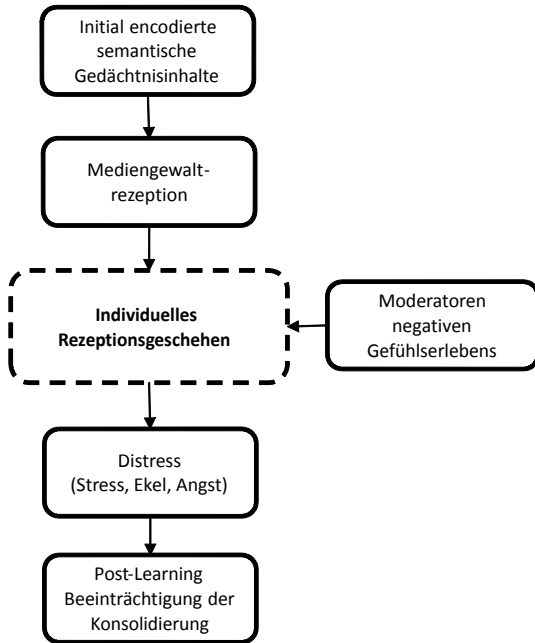 Initial encodierte
semantische
Gedächtnisinhalte
Mediengewalt-
rezeption
Individuelles
Rezeptionsgeschehen
Moderatoren
negativen
Gefühlserlebens
Distress
(Stress, Ekel, Angst)
Post-Learning
Beeinträchtigung der
Konsolidierung